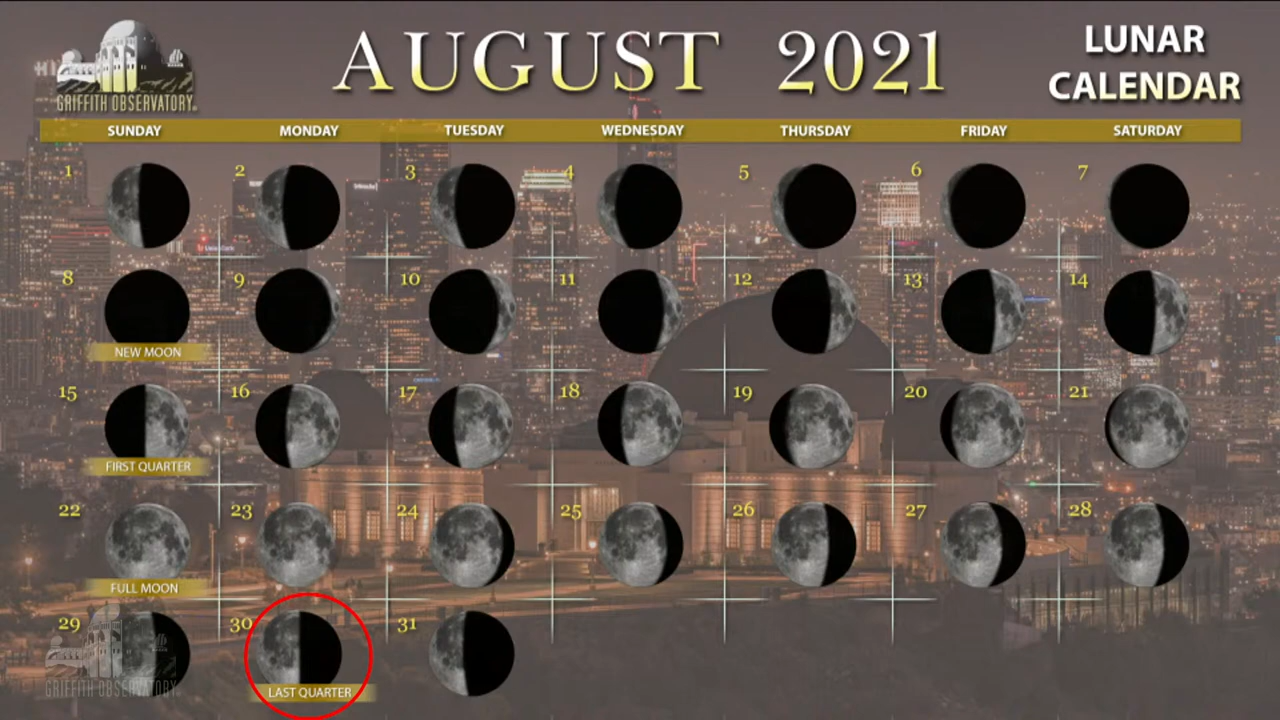 AUGUST 2021
LUNAR
CALENDAR
GRIFFITH OBSERVATORY
SUNDAY MONDAY TUESDAY WEDNESDAY THURSDAY FRIDAY SATURDAY
1 2 3 4 5 6 7
8 9 10 11 12 13 14
NEW MOON
15 16 17 18 19 20 21
FIRST QUARTER
22 23 24 25 26 27 28
FULL MOON
29 30 31
GRIFFITH OBSERVATORY
LAST QUARTER